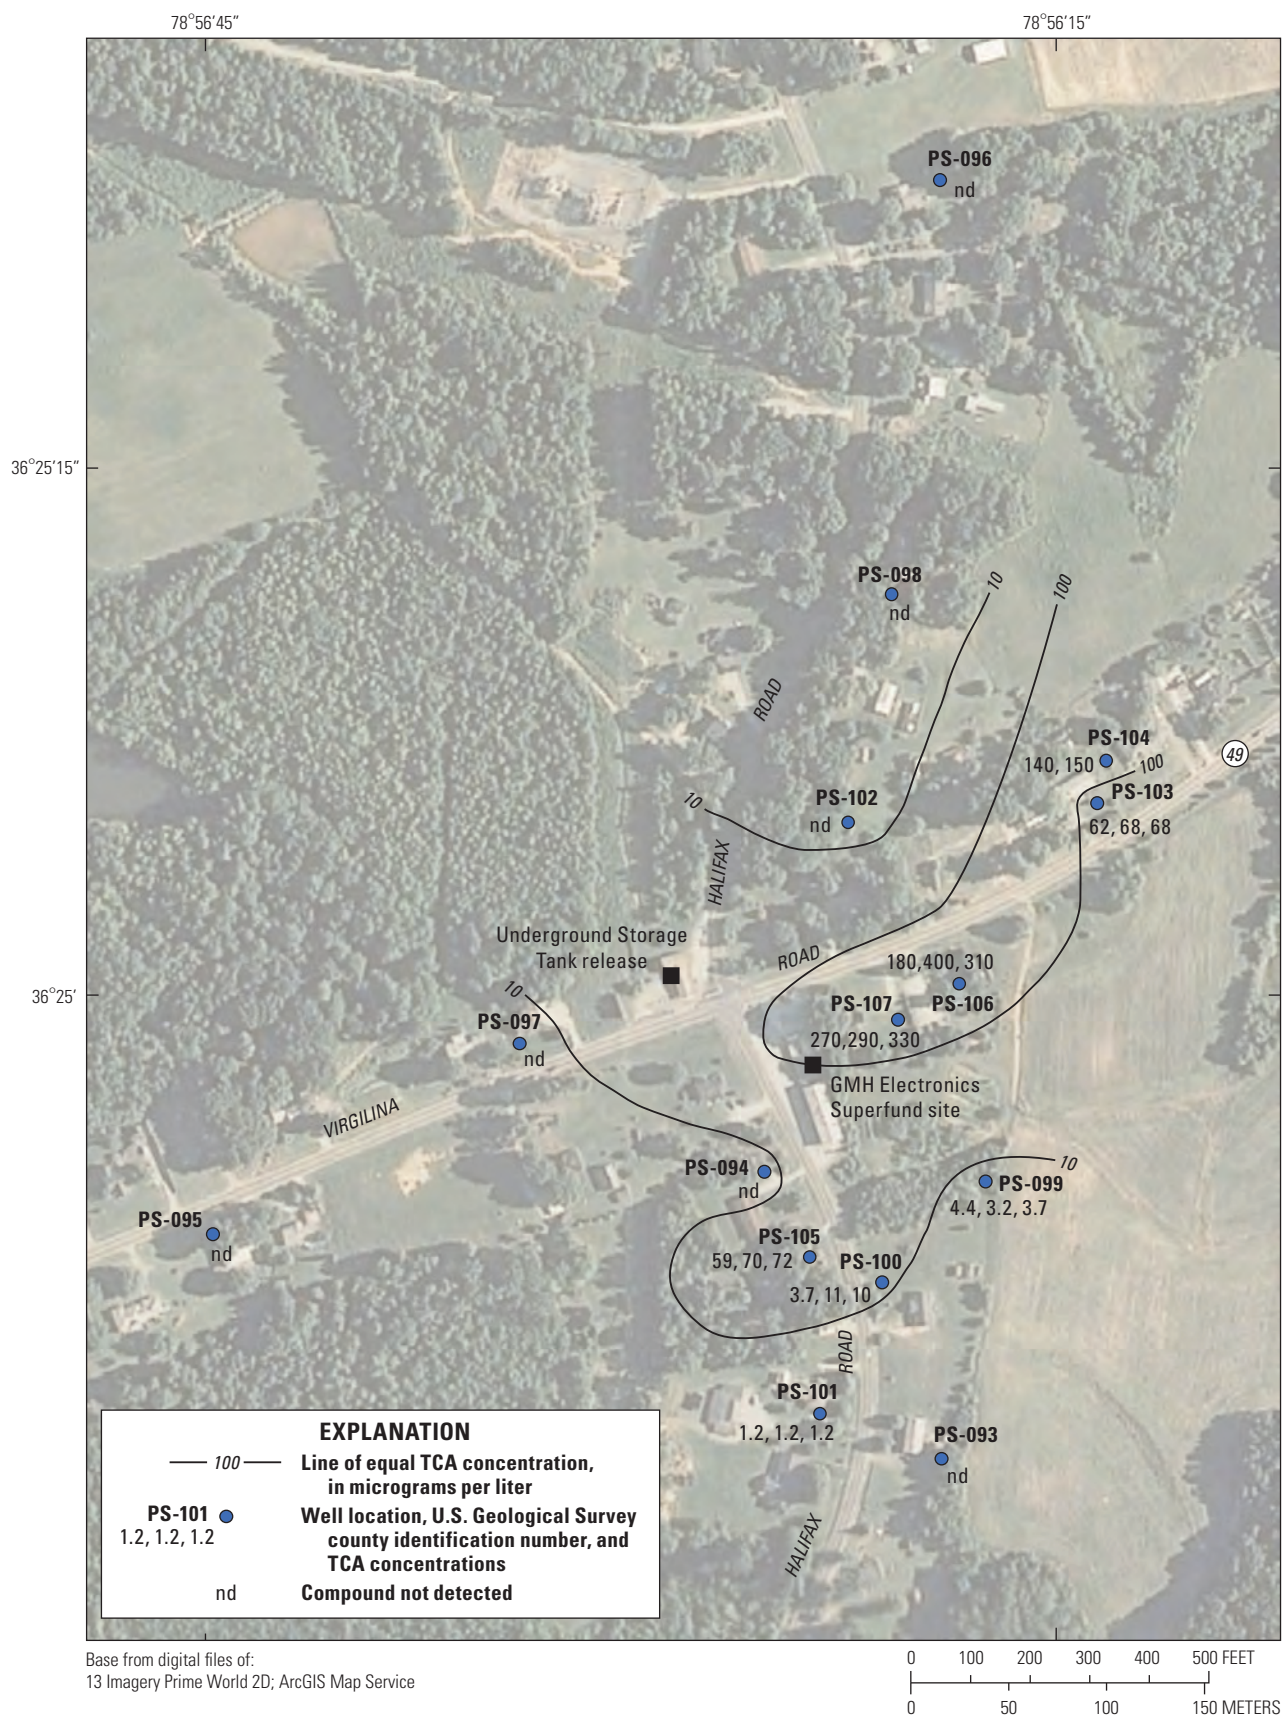 78°56'45"
78°56'15"
PS-096
nd
36°25'15"
PS-098
nd
10
100
ROAD
PS-104
140, 150
100
49
PS-103
62, 68, 68
PS-102
nd
10
HALIFAX
Underground Storage
Tank release
ROAD
180,400, 310
PS-106
PS-107
270,290, 330
36°25'
10
PS-097
nd
GMH Electronics
Superfund site
VIRGILINA
PS-094
nd
10
PS-099
4.4, 3.2, 3.7
PS-095
nd
PS-105
59, 70, 72
PS-100
3.7, 11, 10
ROAD
PS-101
1.2, 1.2, 1.2
PS-093
nd
HALIFAX
EXPLANATION
100
Line of equal TCA concentration,
in micrograms per liter
PS-101
1.2, 1.2, 1.2
Well location, U.S. Geological Survey
county identification number, and
TCA concentrations
nd
Compound not detected
Base from digital files of:
13 Imagery Prime World 2D; ArcGIS Map Service
0 100 200 300 400 500 FEET
0 50 100 150 METERS